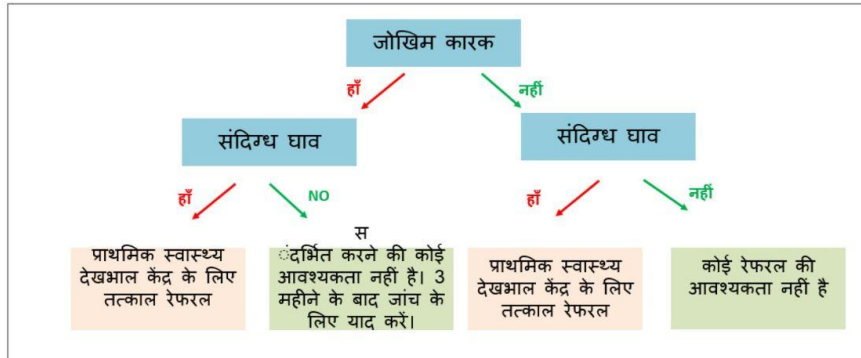 जोखिम कारक
हाँ
नहीं
संदिग्ध घाव
संदिग्ध घाव
हाँ
NO
हाँ
नहीं
प्राथमिक स्वास्थ्य
देखभाल केंद्र के लिए
तत्काल रेफरल
स
ंदर्भित करने की कोई
आवश्यकता नहीं है। 3
महीने के बाद जांच के
लिए याद करें।
प्राथमिक स्वास्थ्य
देखभाल केंद्र के लिए
तत्काल रेफरल
कोई रेफरल की
आवश्यकता नहीं है